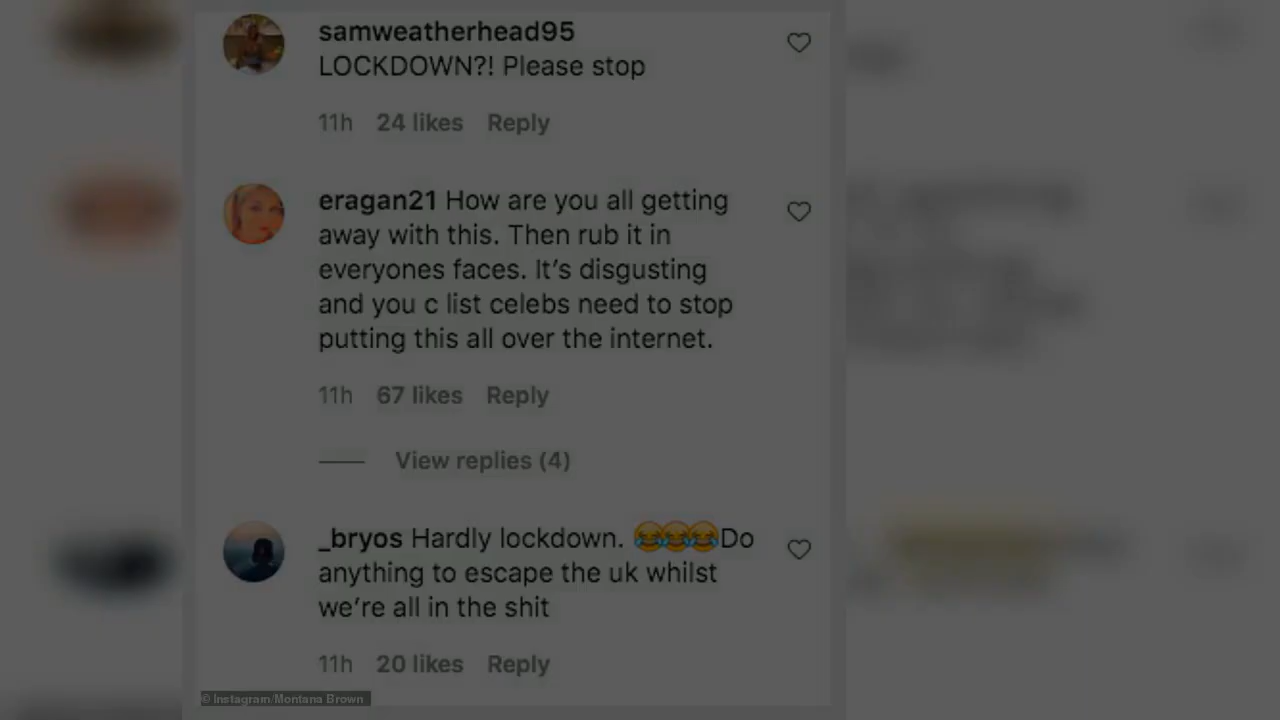 samweatherhead95
LOCKDOWN?! Please stop
11h 24 likes Reply
eragan21 How are you all getting
away with this. Then rub it in
everyones faces. It's disgusting
and you c list celebs need to stop
putting this all over the internet.
11h 67 likes Reply
View replies (4)
_bryos Hardly lockdown. 😂😂😂Do
anything to escape the uk whilst
we're all in the shit
11h 20 likes Reply
© Instagram/Montana Brown